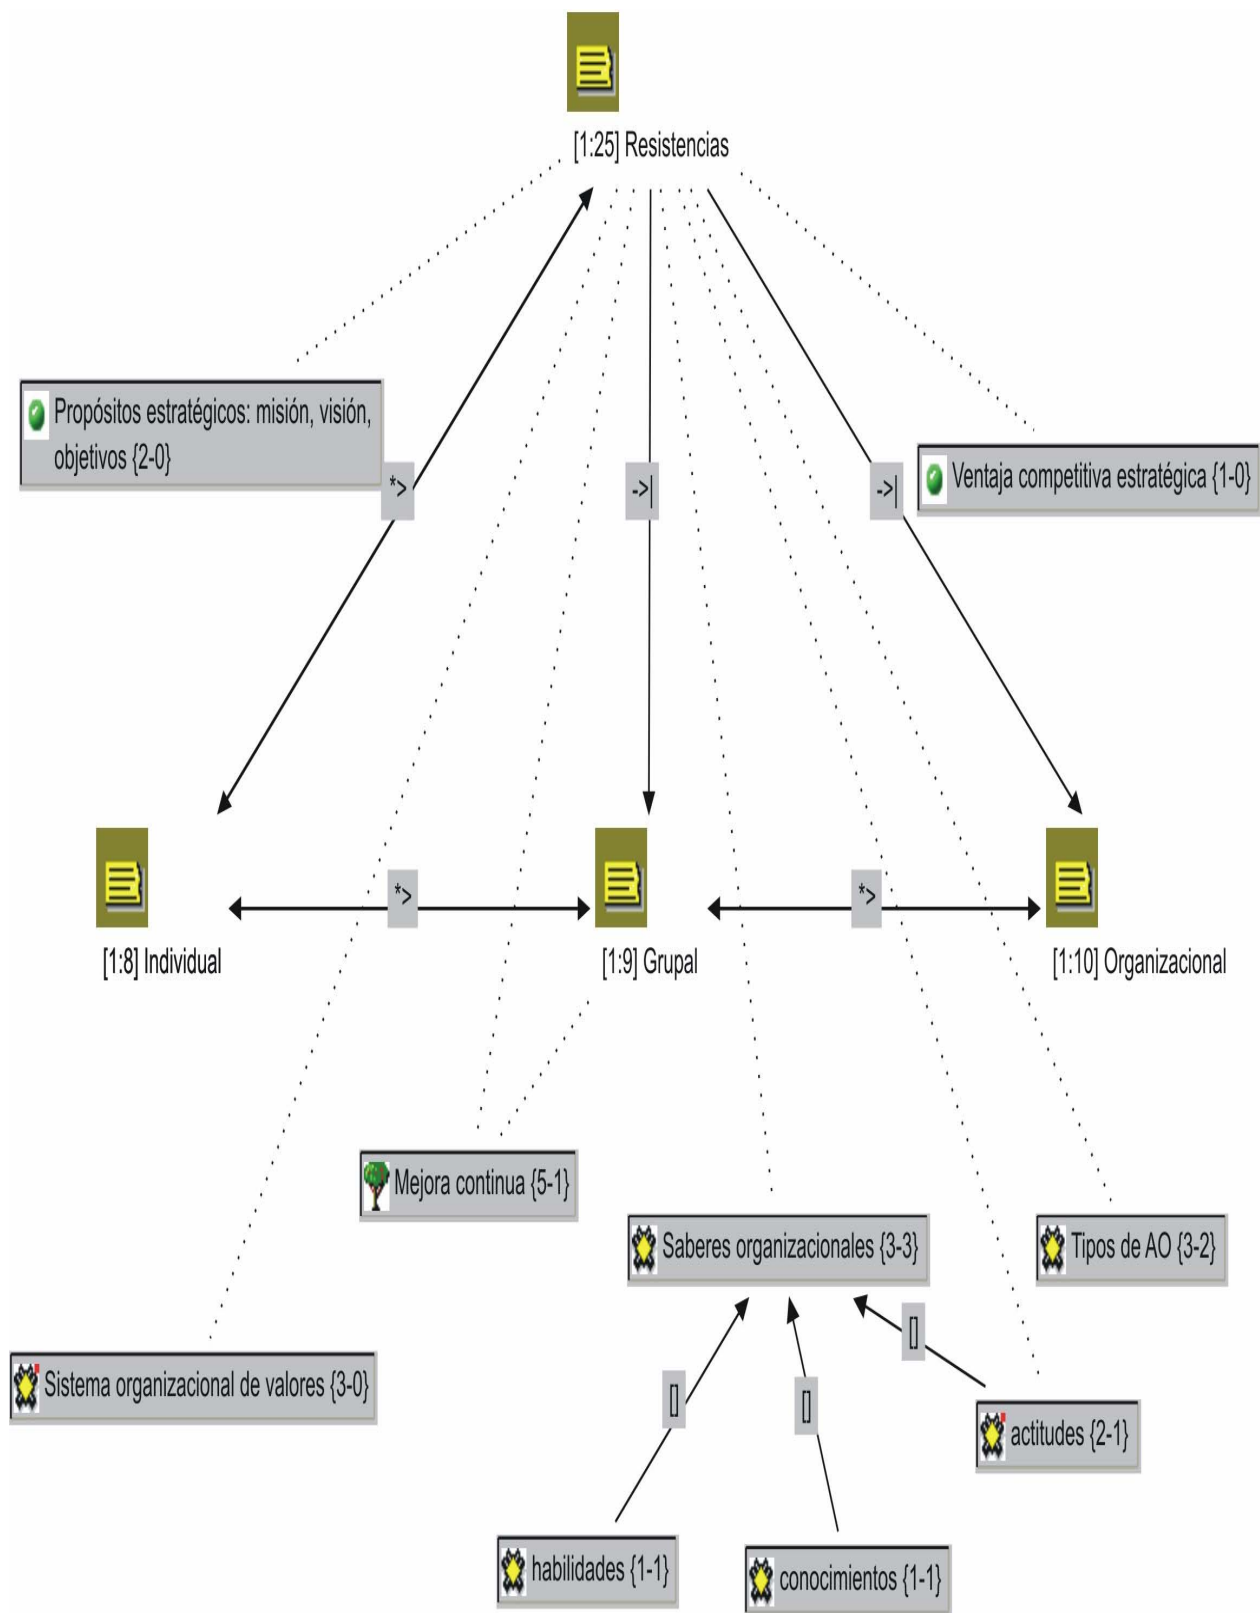 [1:25] Resistencias
Propósitos estratégicos: misión, visión,
objetivos {2-0}
*>
->|
->|
Ventaja competitiva estratégica {1-0}
*>
*>
[1:8] Individual
[1:9] Grupal
[1:10] Organizacional
Mejora continua {5-1}
Saberes organizacionales {3-3}
Tipos de AO {3-2}
[]
Sistema organizacional de valores {3-0}
[]
[]
actitudes {2-1}
habilidades {1-1}
conocimientos {1-1}